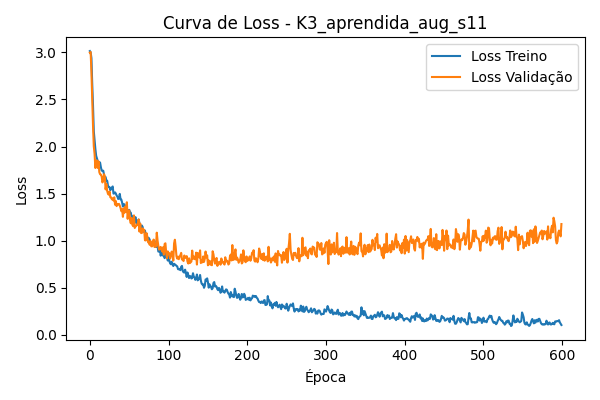 Curva de Loss - K3_aprendida_aug_s11
Loss Treino
Loss Validação
Loss
3.0
2.5
2.0
1.5
1.0
0.5
0.0
0 100 200 300 400 500 600
Época